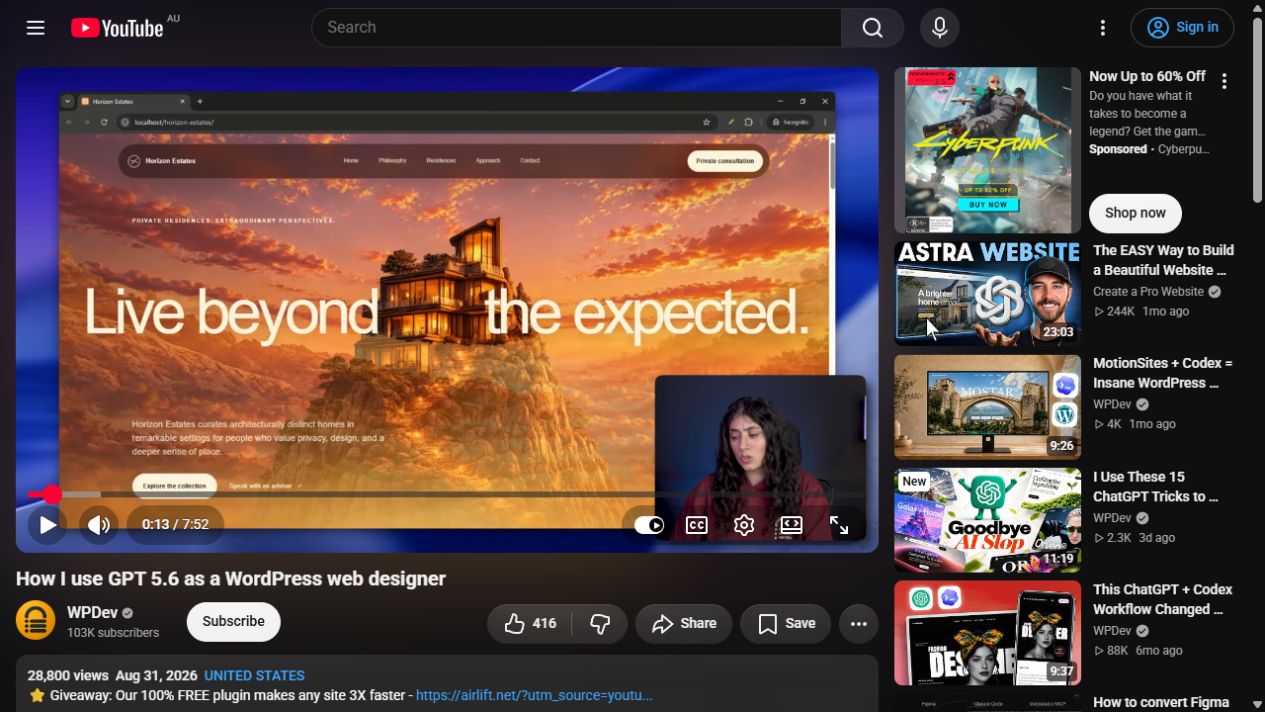 YouTube
AU
Search
Sign in
Horizon Estates
localhost/horizon-estates/
Incognito
Horizon Estates
Home
Philosophy
Residences
Approach
Contact
Private consultation
PRIVATE RESIDENCES. EXTRAORDINARY PERSPECTIVES.
Live beyond the expected.
Horizon Estates curates architecturally distinct homes in
remarkable settings for people who value privacy, design, and a
deeper sense of place.
Explore the collection
Speak with an adviser
0:13 / 7:52
CC
How I use GPT 5.6 as a WordPress web designer
WPDev
103K subscribers
Subscribe
416
Share
Save
28,800 views Aug 31, 2026 UNITED STATES
⭐ Giveaway: Our 100% FREE plugin makes any site 3X faster - https://airlift.net/?utm_source=youtu...
Cyberpunk
UP TO 60% OFF
BUY NOW
Now Up to 60% Off
Do you have what it
takes to become a
legend? Get the gam...
Sponsored • Cyberpu...
Shop now
ASTRA WEBSITE
A brighter
home ahead
23:03
The EASY Way to Build
a Beautiful Website ...
Create a Pro Website
244K 1mo ago
MOSTAR
9:26
MotionSites + Codex =
Insane WordPress ...
WPDev
4K 1mo ago
New
Galaxy Home
Goodbye
AI Slop
11:19
I Use These 15
ChatGPT Tricks to ...
WPDev
2.3K 3d ago
FASHION
9:37
This ChatGPT + Codex
Workflow Changed ...
WPDev
88K 6mo ago
Figma
Claude Code
How to convert Figma